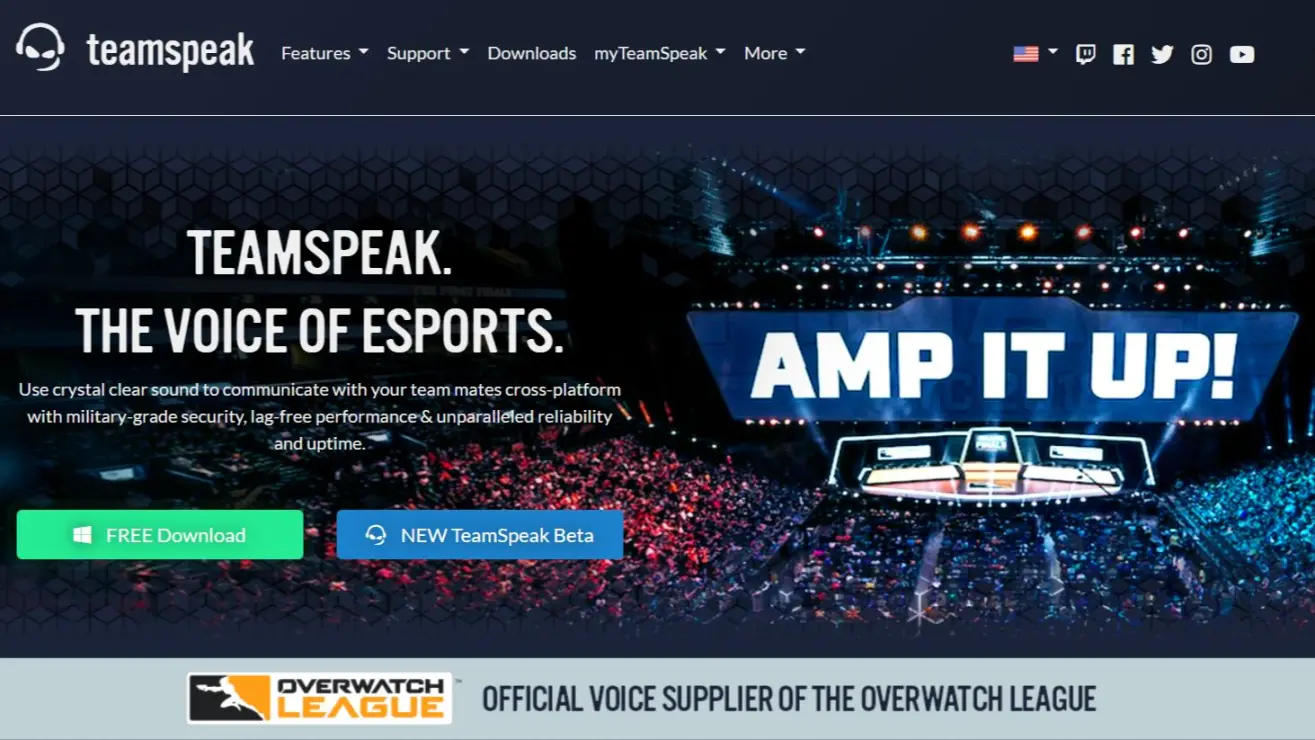 teamspeak
Features Support Downloads myTeamSpeak More
TEAMSPEAK.
THE VOICE OF ESPORTS.
Use crystal clear sound to communicate with your team mates cross-platform
with military-grade security, lag-free performance & unparalleled reliability
and uptime.
AMP IT UP!
FREE Download
NEW TeamSpeak Beta
OVERWATCH
LEAGUE
™
OFFICIAL VOICE SUPPLIER OF THE OVERWATCH LEAGUE